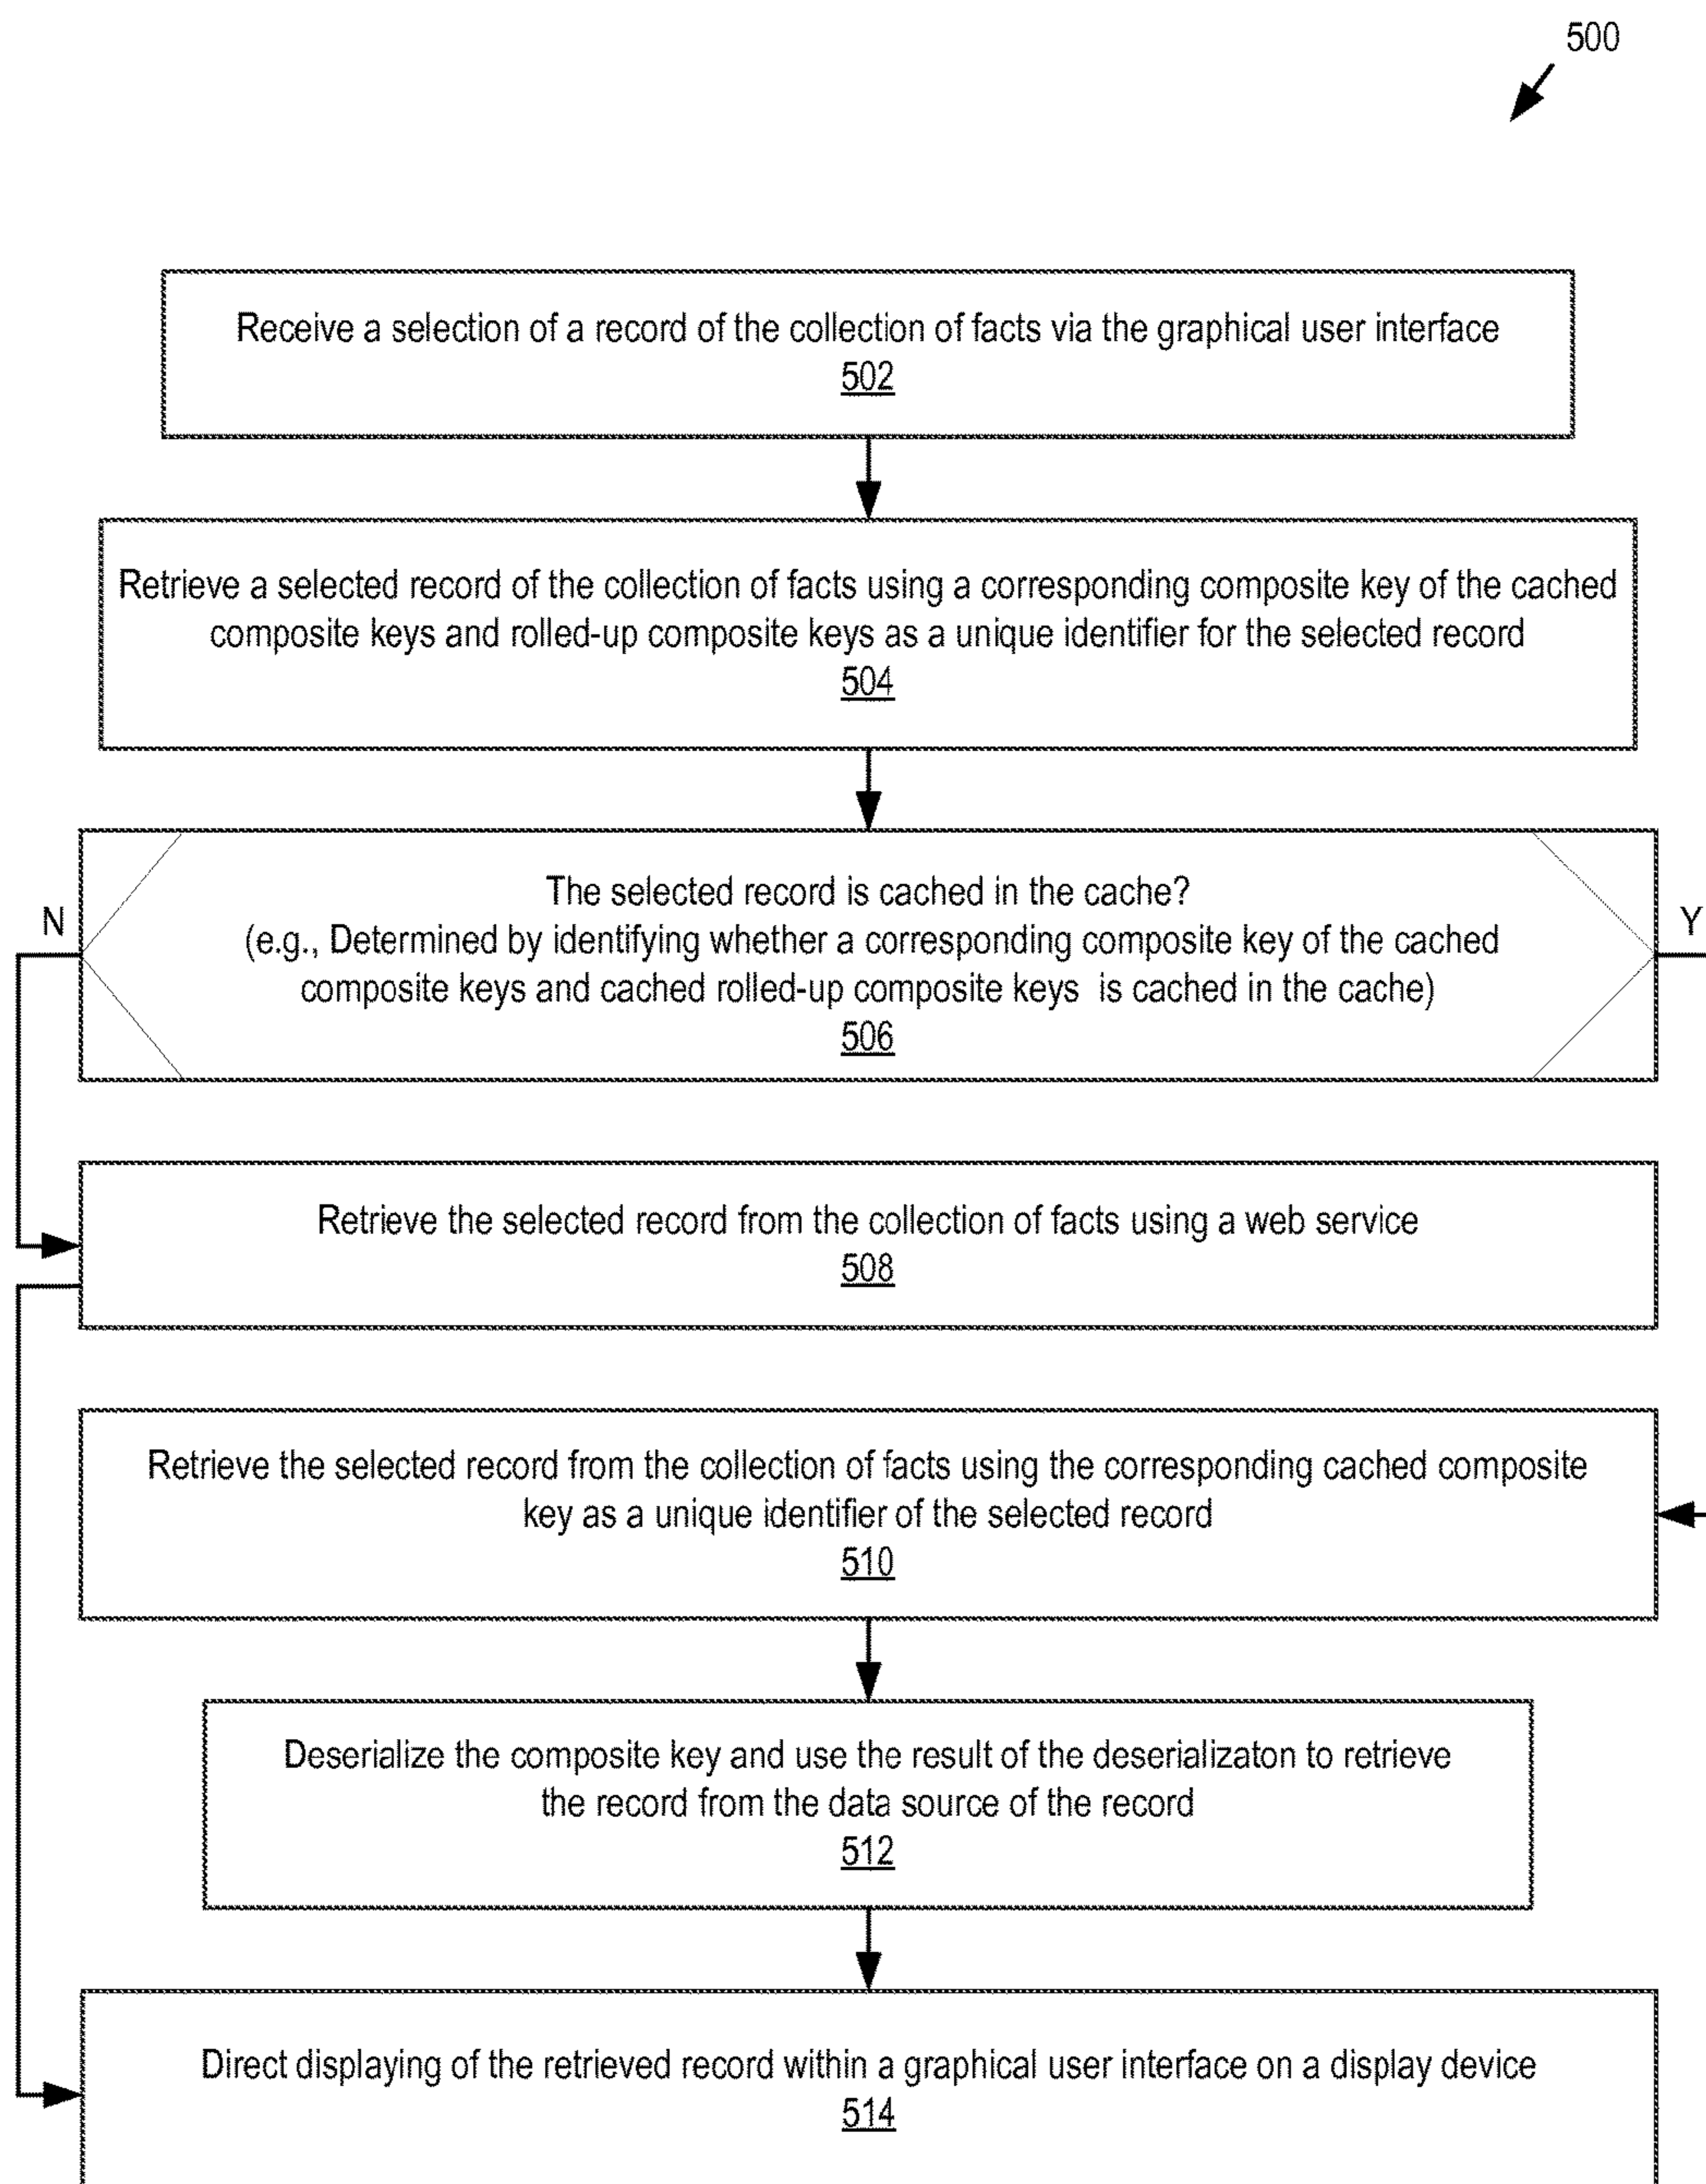 500
Receive a selection of a record of the collection of facts via the graphical user interface
502
Retrieve a selected record of the collection of facts using a corresponding composite key of the cached
composite keys and rolled-up composite keys as a unique identifier for the selected record
504
The selected record is cached in the cache?
(e.g., Determined by identifying whether a corresponding composite key of the cached
composite keys and cached rolled-up composite keys is cached in the cache)
506
N
Y
Retrieve the selected record from the collection of facts using a web service
508
Retrieve the selected record from the collection of facts using the corresponding cached composite
key as a unique identifier of the selected record
510
Deserialize the composite key and use the result of the deserializaton to retrieve
the record from the data source of the record
512
Direct displaying of the retrieved record within a graphical user interface on a display device
514